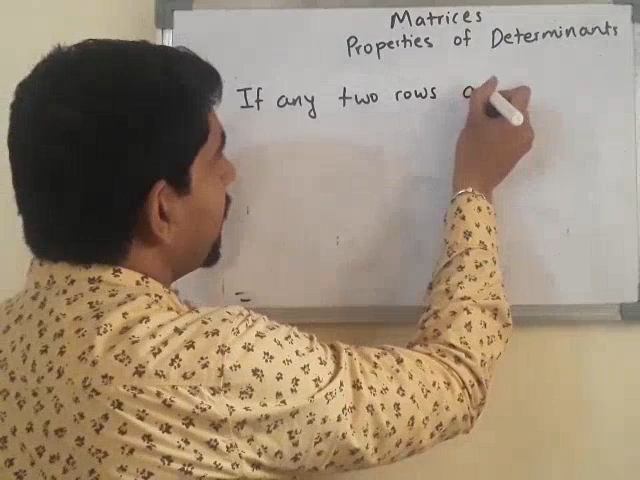 Matrices
Properties of Determinants
If any two rows